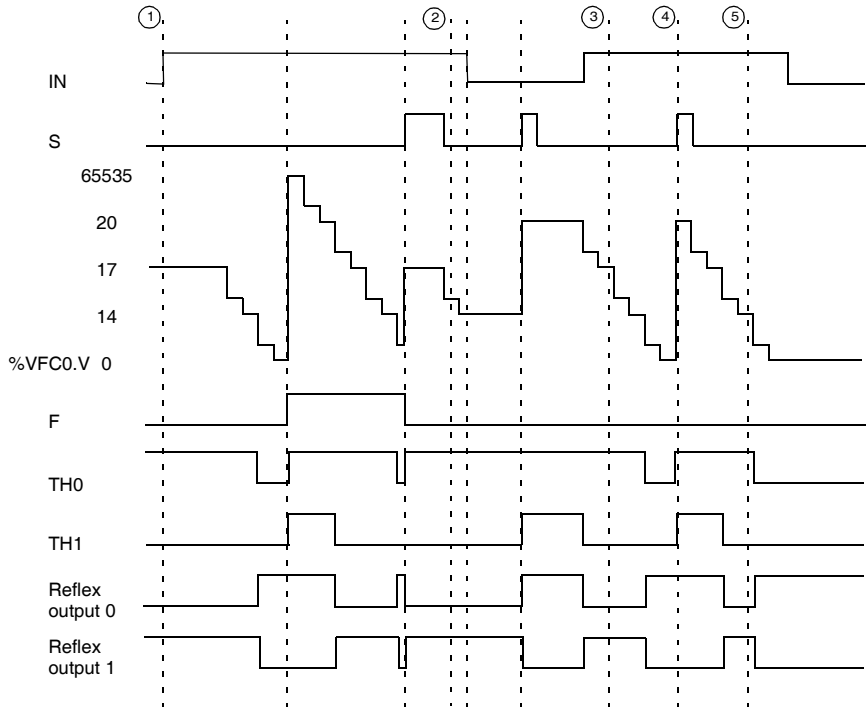 1 2 3 4 5
IN
S
65535
20
17
14
%VFC0.V 0
F
TH0
TH1
Reflex
output 0
Reflex
output 1